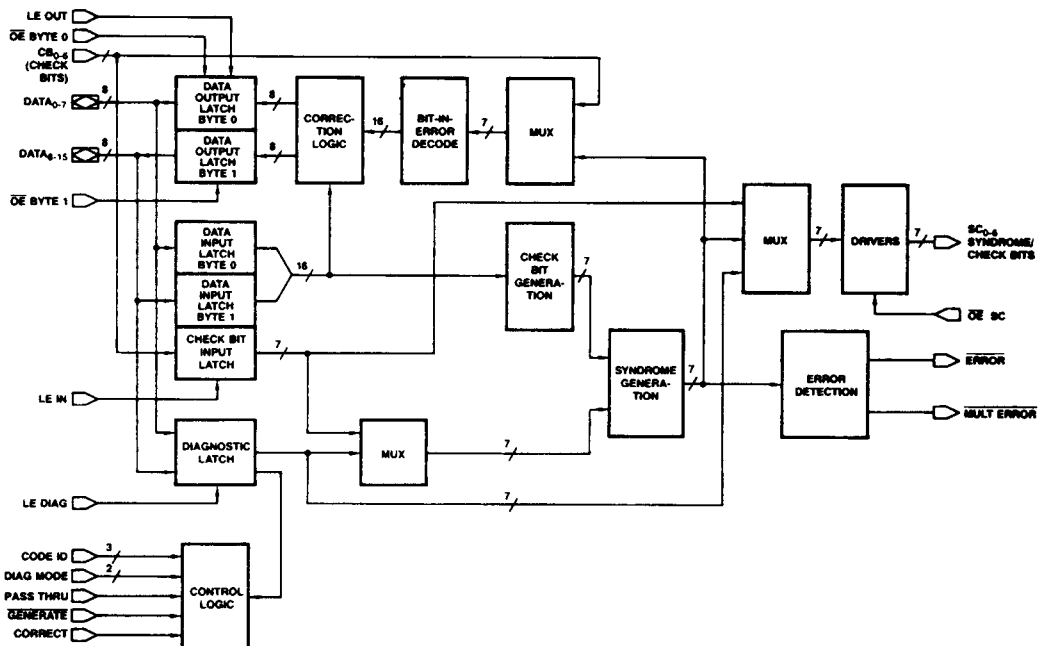 LE OUT
OE BYTE 0
CB0-6
(CHECK
BITS)
DATA0-7
8
DATA8-15
8
OE BYTE 1
DATA
OUTPUT
LATCH
BYTE 0
DATA
OUTPUT
LATCH
BYTE 1
8
8
CORREC-
TION
LOGIC
16
BIT-IN-
ERROR
DECODE
7
MUX
DATA
INPUT
LATCH
BYTE 0
DATA
INPUT
LATCH
BYTE 1
CHECK BIT
INPUT
LATCH
16
7
CHECK
BIT
GENERA-
TION
7
MUX
7
DRIVERS
7
SC0-6
SYNDROME/
CHECK BITS
OE SC
LE IN
SYNDROME
GENERA-
TION
7
ERROR
DETECTION
ERROR
MULT ERROR
DIAGNOSTIC
LATCH
MUX
7
7
LE DIAG
CODE ID
3
DIAG MODE
2
PASS THRU
GENERATE
CORRECT
CONTROL
LOGIC